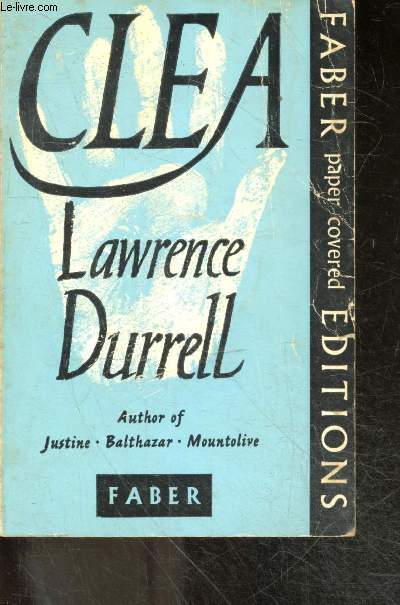 © Le-livre.com
CLEA
Lawrence
Durrell
Author of
Justine · Balthazar · Mountolive
FABER
FABER paper covered EDITIONS